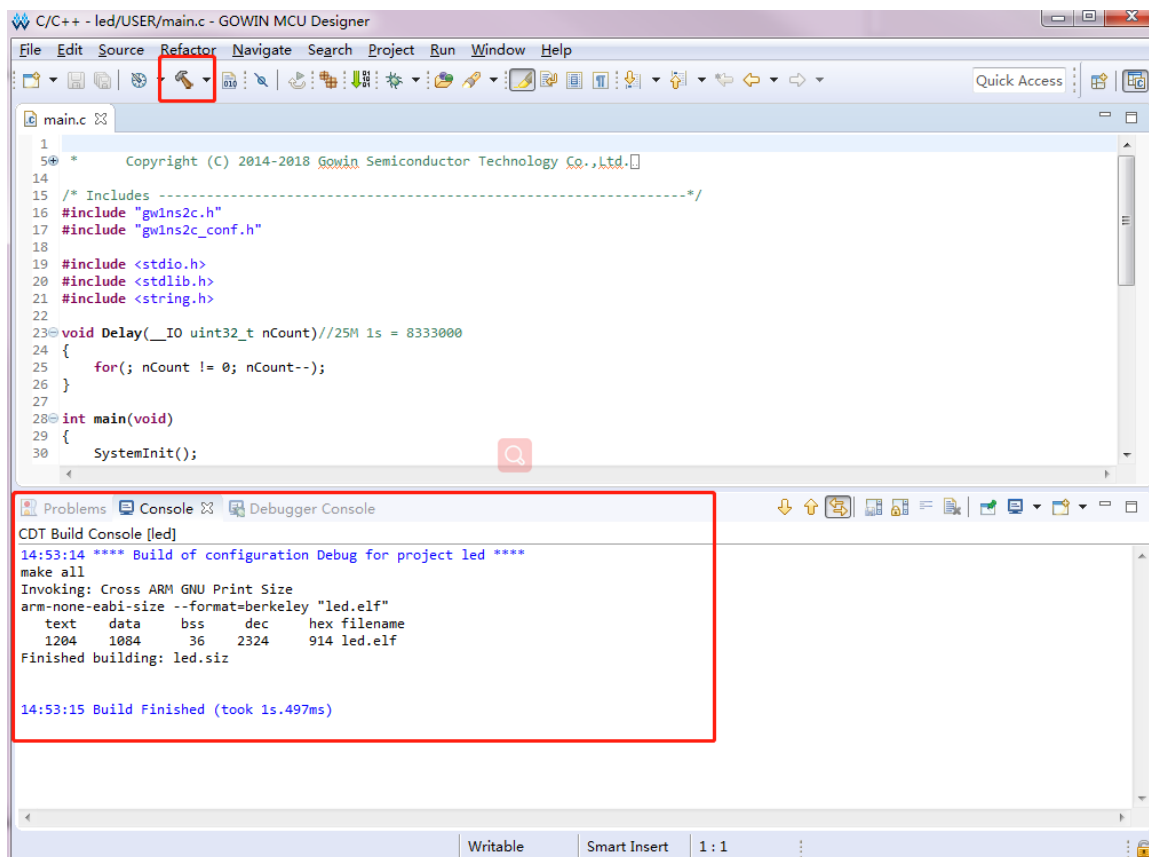 C/C++ - led/USER/main.c - GOWIN MCU Designer
File Edit Source Refactor Navigate Search Project Run Window Help
010
Quick Access
main.c
1
5 * Copyright (C) 2014-2018 Gowin Semiconductor Technology Co.,Ltd.
14
15 /* Includes ------------------------------------------------------------------*/
16 #include "gw1ns2c.h"
17 #include "gw1ns2c_conf.h"
18
19 #include <stdio.h>
20 #include <stdlib.h>
21 #include <string.h>
22
23 void Delay(__IO uint32_t nCount)//25M 1s = 8333000
24 {
25 for(; nCount != 0; nCount--);
26 }
27
28 int main(void)
29 {
30 SystemInit();
Problems Console Debugger Console
CDT Build Console [led]
14:53:14 **** Build of configuration Debug for project led ****
make all
Invoking: Cross ARM GNU Print Size
arm-none-eabi-size --format=berkeley "led.elf"
text data bss dec hex filename
1204 1084 36 2324 914 led.elf
Finished building: led.siz
14:53:15 Build Finished (took 1s.497ms)
Writable Smart Insert 1 : 1